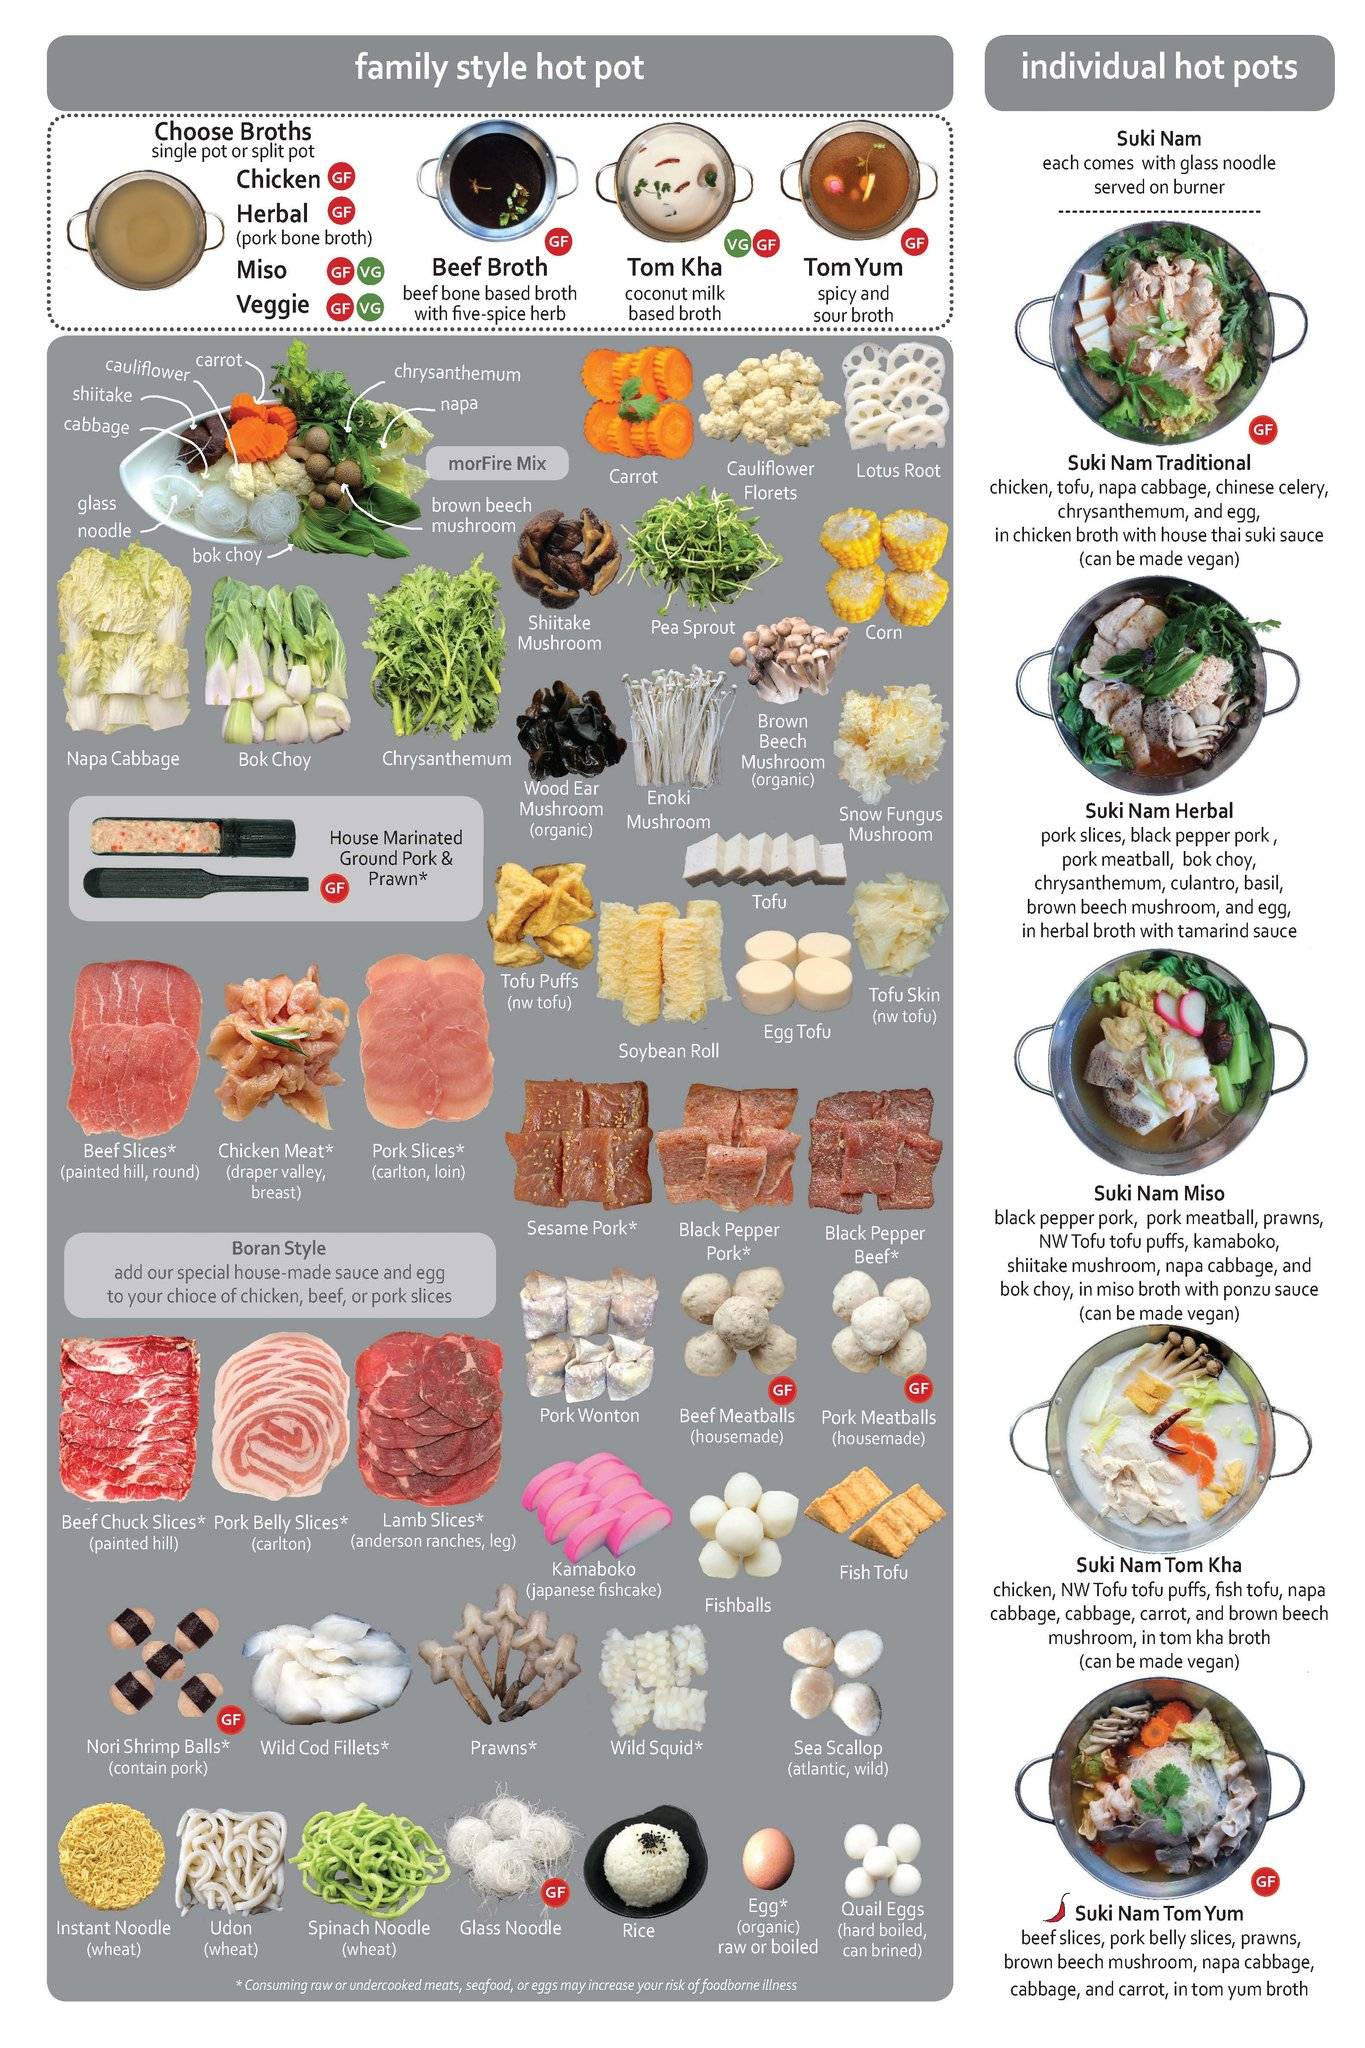 family style hot pot
Choose Broths
single pot or split pot
Chicken GF
Herbal GF
(pork bone broth)
Miso GF VG
Veggie GF VG
GF
Beef Broth
beef bone based broth
with five-spice herb
VG GF
Tom Kha
coconut milk
based broth
GF
Tom Yum
spicy and
sour broth
carrot
cauliflower
shiitake
cabbage
glass
noodle
bok choy
chrysanthemum
napa
morFire Mix
brown beech
mushroom
Carrot
Cauliflower
Florets
Lotus Root
Shiitake
Mushroom
Pea Sprout
Corn
Napa Cabbage
Bok Choy
Chrysanthemum
Wood Ear
Mushroom
(organic)
Enoki
Mushroom
Brown
Beech
Mushroom
(organic)
Snow Fungus
Mushroom
House Marinated
Ground Pork &
Prawn*
GF
Tofu
Tofu Puffs
(nw tofu)
Soybean Roll
Egg Tofu
Tofu Skin
(nw tofu)
Beef Slices*
(painted hill, round)
Chicken Meat*
(draper valley,
breast)
Pork Slices*
(carlton, loin)
Sesame Pork*
Black Pepper
Pork*
Black Pepper
Beef*
Boran Style
add our special house-made sauce and egg
to your chioce of chicken, beef, or pork slices
Pork Wonton
GF
Beef Meatballs
(housemade)
GF
Pork Meatballs
(housemade)
Beef Chuck Slices*
(painted hill)
Pork Belly Slices*
(carlton)
Lamb Slices*
(anderson ranches, leg)
Kamaboko
(japanese fishcake)
Fishballs
Fish Tofu
GF
Nori Shrimp Balls*
(contain pork)
Wild Cod Fillets*
Prawns*
Wild Squid*
Sea Scallop
(atlantic, wild)
Instant Noodle
(wheat)
Udon
(wheat)
Spinach Noodle
(wheat)
GF
Glass Noodle
Rice
Egg*
(organic)
raw or boiled
Quail Eggs
(hard boiled,
can brined)
* Consuming raw or undercooked meats, seafood, or eggs may increase your risk of foodborne illness
individual hot pots
Suki Nam
each comes with glass noodle
served on burner
GF
Suki Nam Traditional
chicken, tofu, napa cabbage, chinese celery,
chrysanthemum, and egg,
in chicken broth with house thai suki sauce
(can be made vegan)
Suki Nam Herbal
pork slices, black pepper pork ,
pork meatball, bok choy,
chrysanthemum, culantro, basil,
brown beech mushroom, and egg,
in herbal broth with tamarind sauce
Suki Nam Miso
black pepper pork, pork meatball, prawns,
NW Tofu tofu puffs, kamaboko,
shiitake mushroom, napa cabbage, and
bok choy, in miso broth with ponzu sauce
(can be made vegan)
Suki Nam Tom Kha
chicken, NW Tofu tofu puffs, fish tofu, napa
cabbage, cabbage, carrot, and brown beech
mushroom, in tom kha broth
(can be made vegan)
GF
Suki Nam Tom Yum
beef slices, pork belly slices, prawns,
brown beech mushroom, napa cabbage,
cabbage, and carrot, in tom yum broth